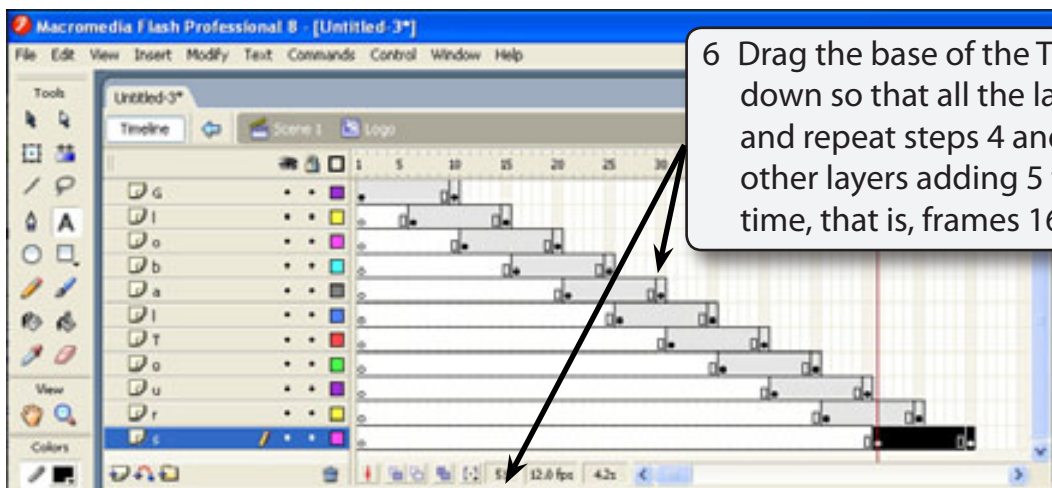 Macromedia Flash Professional 8 - [Untitled-3*]
File Edit View Insert Modify Text Commands Control Window Help
6 Drag the base of the T
down so that all the la
and repeat steps 4 and
other layers adding 5
time, that is, frames 16
Tools
Untitled-3*
Timeline
Scene 1
Logo
1 5 10 15 20 25 30
G
l
o
b
a
l
T
o
u
r
s
View
Colors
12.0 fps
4.2s